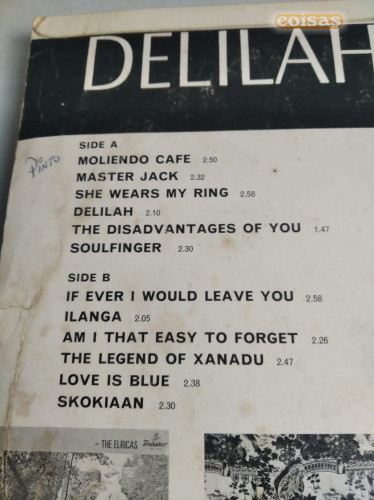 coisas
DELILAH
SIDE A
MOLIENDO CAFE 2.50
MASTER JACK 2.32
SHE WEARS MY RING 2.58
DELILAH 2.10
THE DISADVANTAGES OF YOU 1.47
SOULFINGER 2.30
PINTO
SIDE B
IF EVER I WOULD LEAVE YOU 2.58
ILANGA 2.05
AM I THAT EASY TO FORGET 2.26
THE LEGEND OF XANADU 2.47
LOVE IS BLUE 2.38
SKOKIAAN 2.30
THE ELRICAS